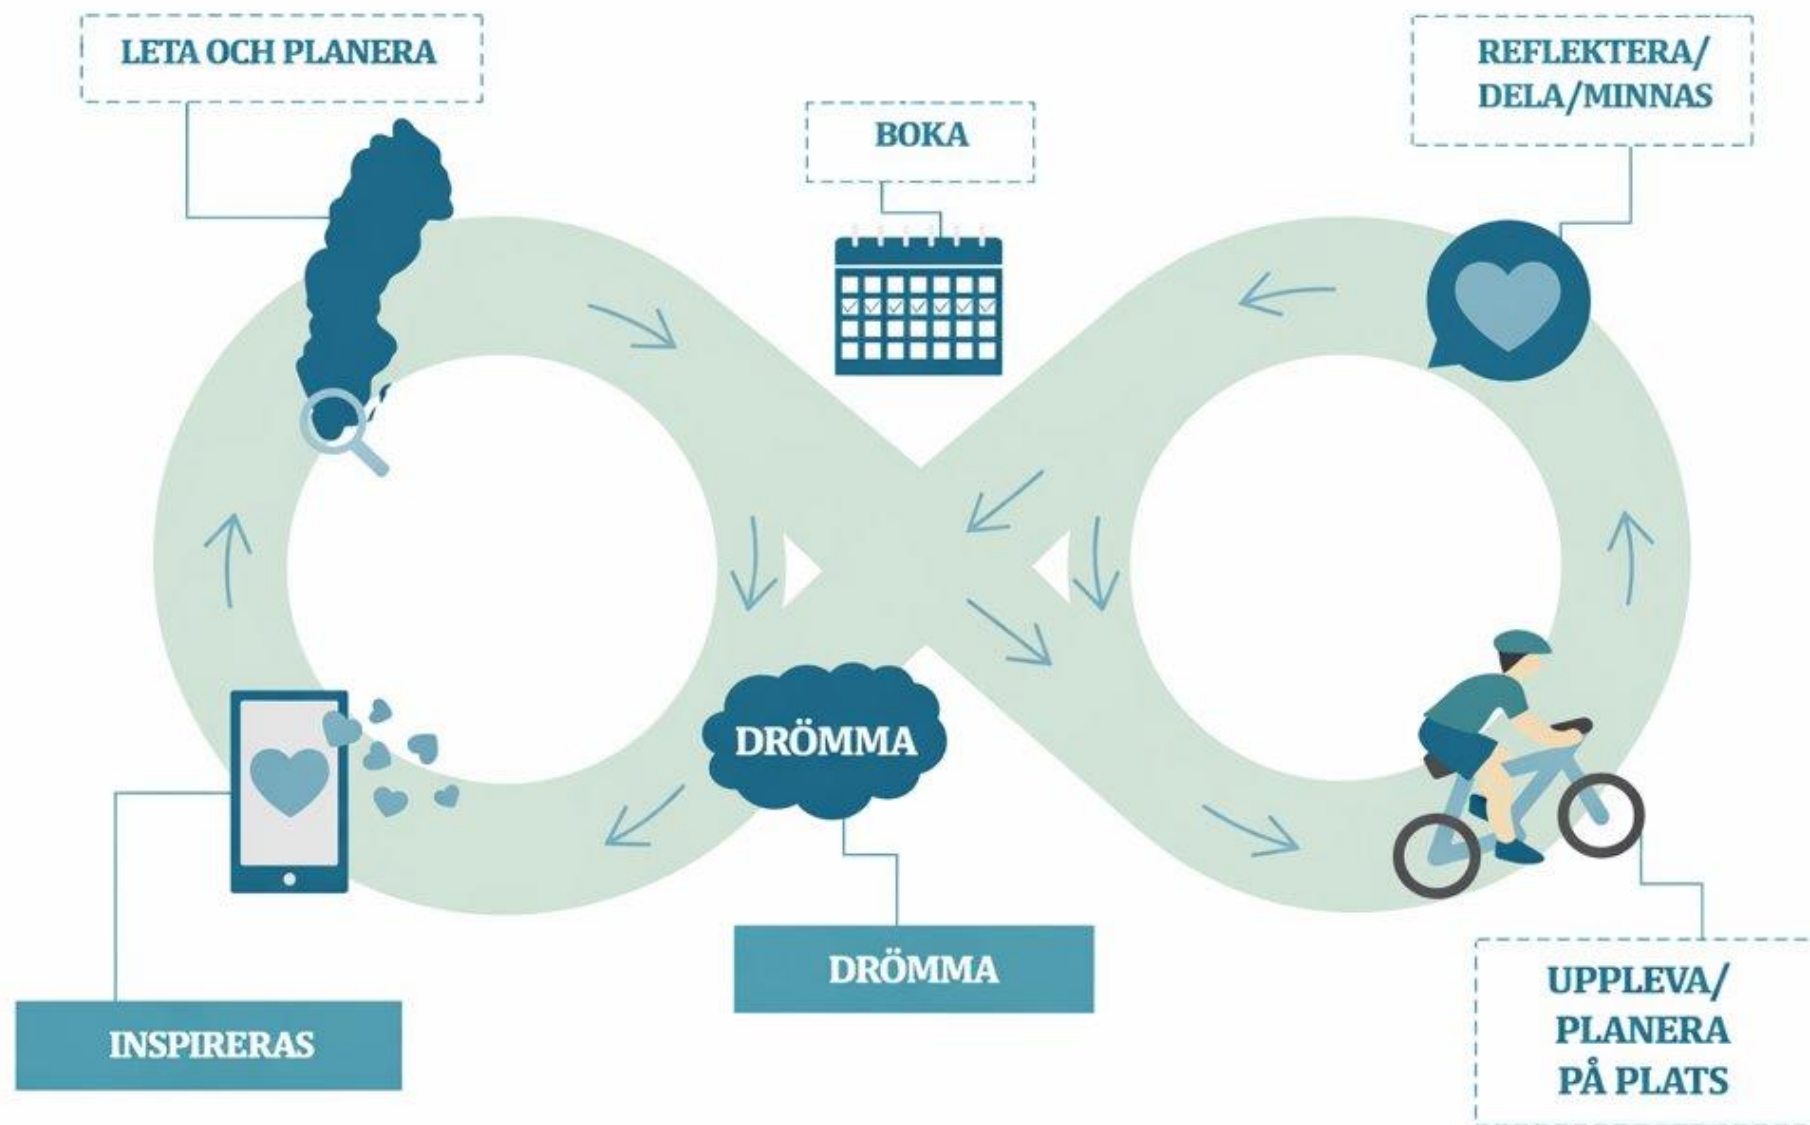 LETA OCH PLANERA
BOKA
REFLEKTERA/
DELA/MINNAS
DRÖMMA
DRÖMMA
INSPIRERAS
UPPLEVA/
PLANERA
PÅ PLATS